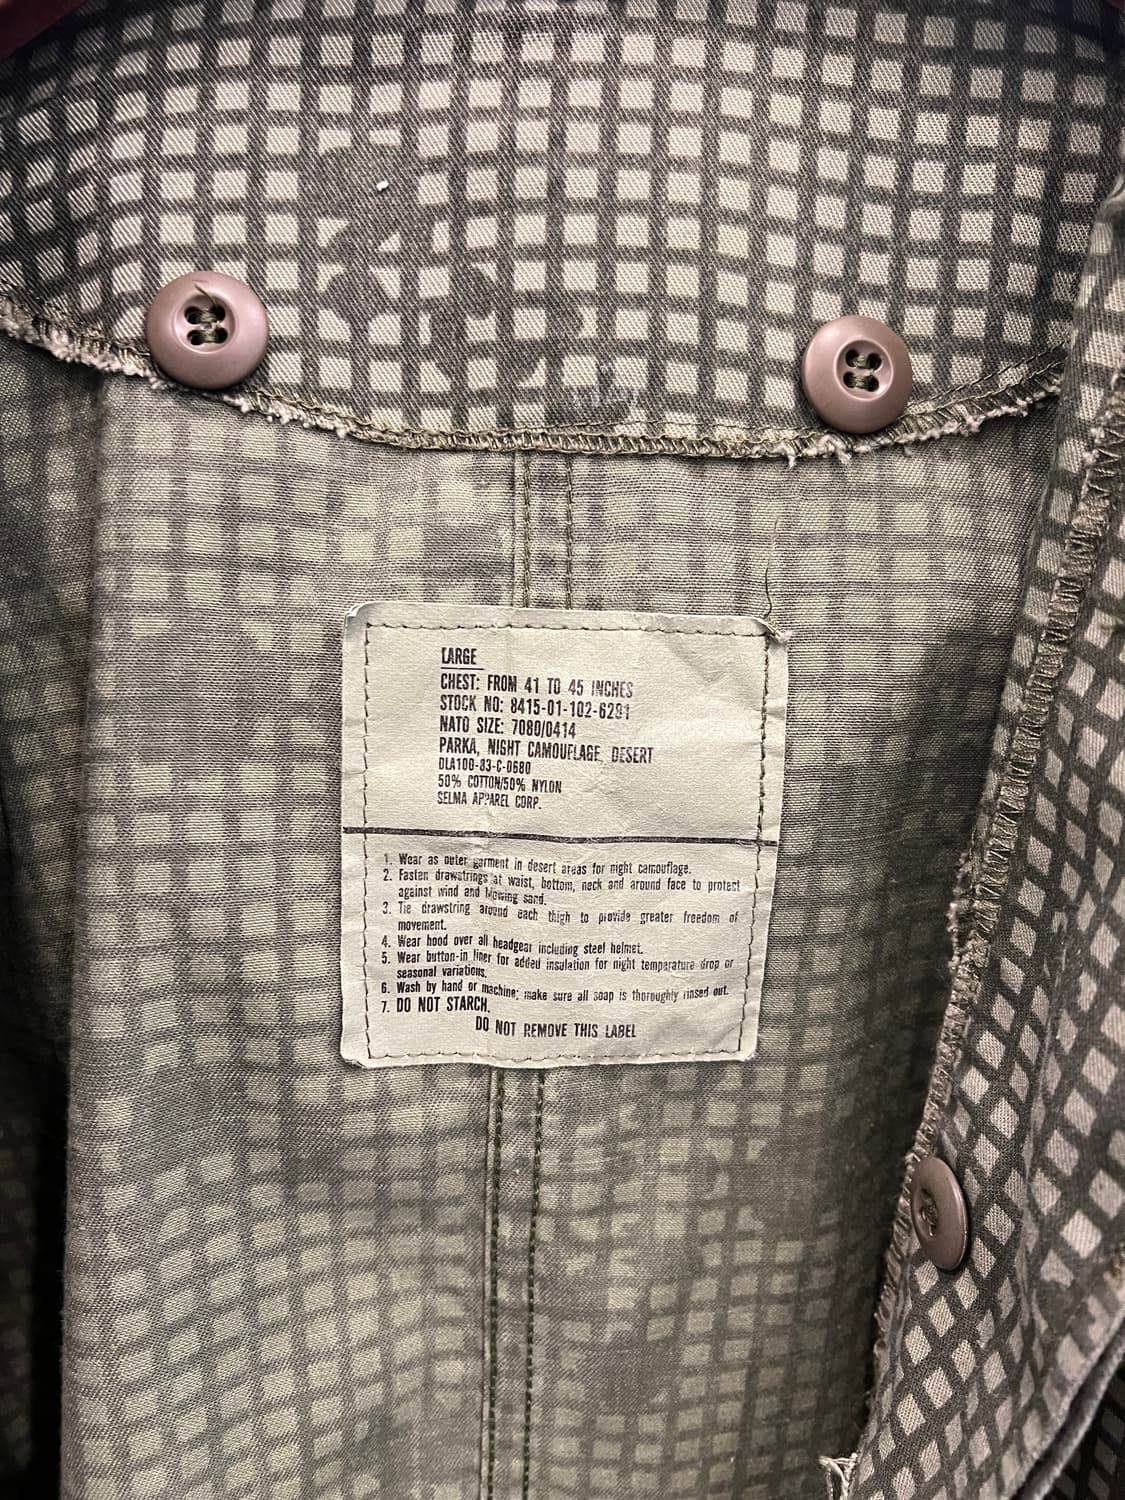 LARGE
CHEST: FROM 41 TO 45 INCHES
STOCK NO: 8415-01-102-6291
NATO SIZE: 7080/0414
PARKA, NIGHT CAMOUFLAGE, DESERT
DLA100-83-C-0680
50% COTTON/50% NYLON
SELMA APPAREL CORP.
1. Wear as outer garment in desert areas for night camouflage.
2. Fasten drawstrings at waist, bottom, neck and around face to protect
against wind and blowing sand.
3. Tie drawstring around each thigh to provide greater freedom of
movement.
4. Wear hood over all headgear including steel helmet.
5. Wear button-in liner for added insulation for night temperature drop or
seasonal variations.
6. Wash by hand or machine; make sure all soap is thoroughly rinsed out.
7. DO NOT STARCH.
DO NOT REMOVE THIS LABEL